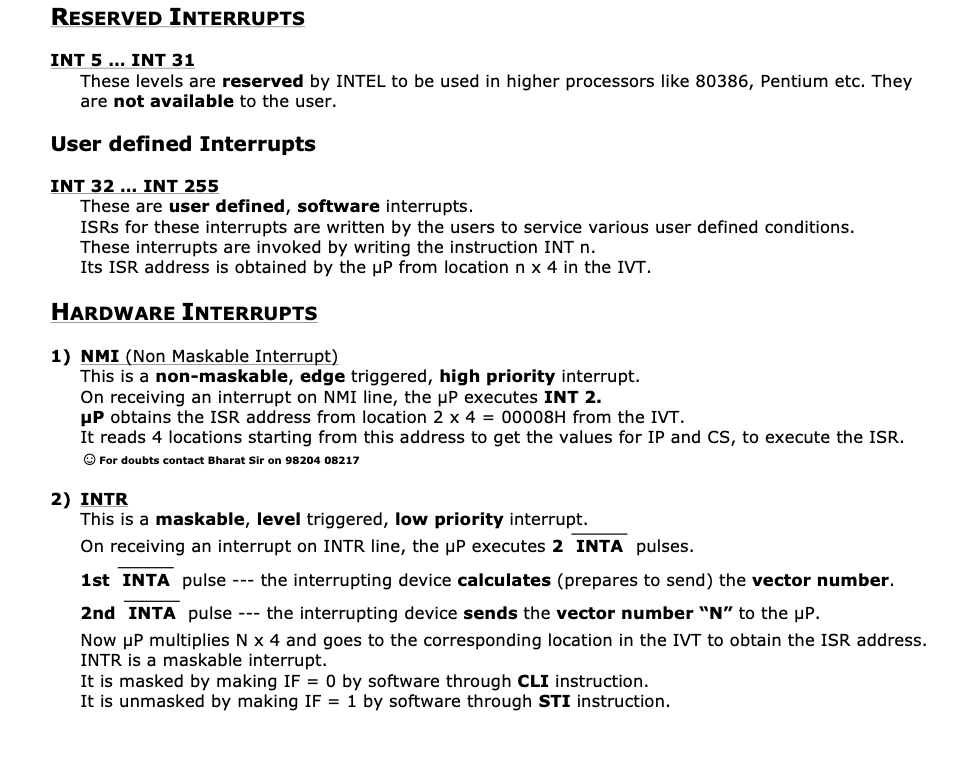 RESERVED INTERRUPTS
INT 5 ... INT 31
These levels are reserved by INTEL to be used in higher processors like 80386, Pentium etc. They
are not available to the user.
User defined Interrupts
INT 32 ... INT 255
These are user defined, software interrupts.
ISRs for these interrupts are written by the users to service various user defined conditions.
These interrupts are invoked by writing the instruction INT n.
Its ISR address is obtained by the µP from location n x 4 in the IVT.
HARDWARE INTERRUPTS
1) NMI (Non Maskable Interrupt)
This is a non-maskable, edge triggered, high priority interrupt.
On receiving an interrupt on NMI line, the µP executes INT 2.
µP obtains the ISR address from location 2 x 4 = 00008H from the IVT.
It reads 4 locations starting from this address to get the values for IP and CS, to execute the ISR.
☺ For doubts contact Bharat Sir on 98204 08217
2) INTR
This is a maskable, level triggered, low priority interrupt.
On receiving an interrupt on INTR line, the µP executes 2 I̅N̅T̅A̅ pulses.
1st I̅N̅T̅A̅ pulse --- the interrupting device calculates (prepares to send) the vector number.
2nd I̅N̅T̅A̅ pulse --- the interrupting device sends the vector number “N” to the µP.
Now µP multiplies N x 4 and goes to the corresponding location in the IVT to obtain the ISR address.
INTR is a maskable interrupt.
It is masked by making IF = 0 by software through CLI instruction.
It is unmasked by making IF = 1 by software through STI instruction.